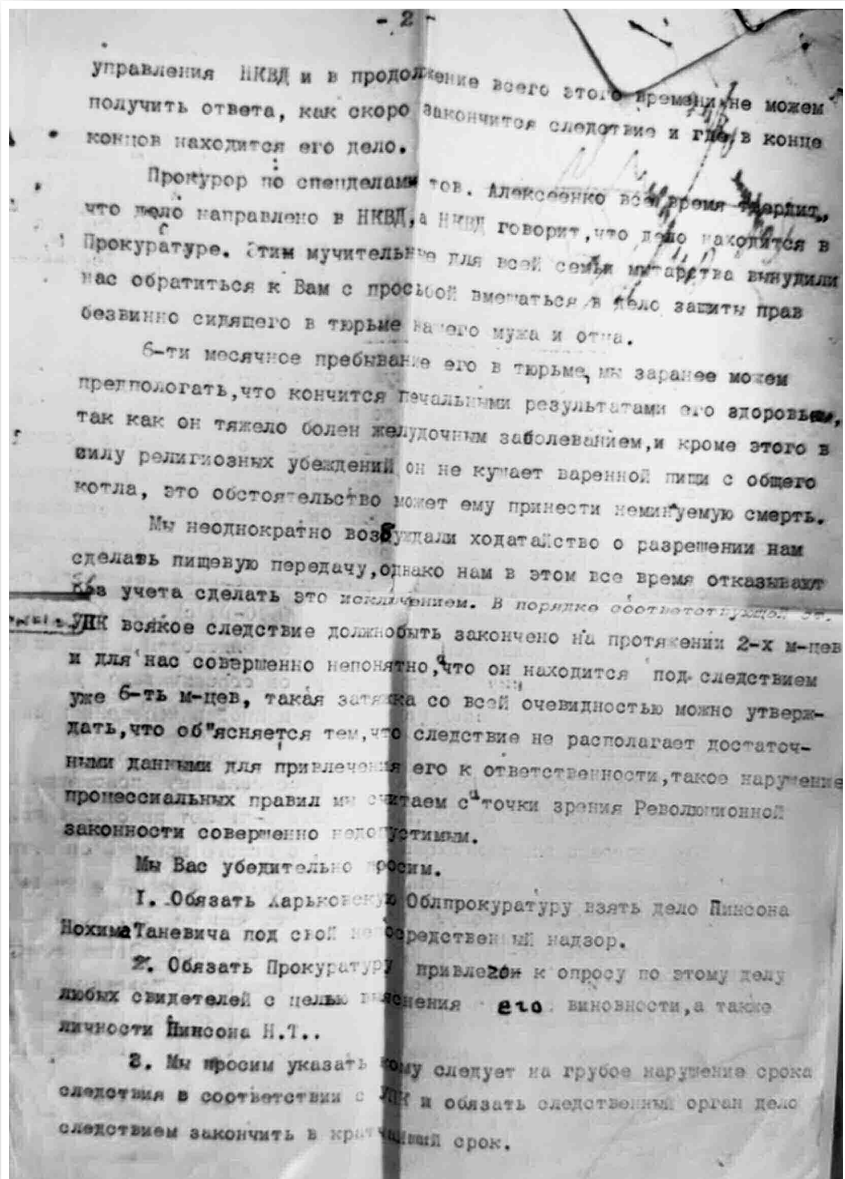 - 2 -
управления НКВД и в продолжение всего этого времени не можем
получить ответа, как скоро закончится следствие и где, в конце
концов находится его дело.
Прокурор по спецделам тов. Алексеенко все время твердит,
что дело направлено в НКВД, а НКВД говорит, что дело находится в
Прокуратуре. Этим мучительные для всей семьи мытарства вынудили
нас обратиться к Вам с просьбой вмешаться в дело защиты прав
безвинно сидящего в тюрьме нашего мужа и отца.
6-ти месячное пребывание его в тюрьме, мы заранее можем
предпологать, что кончится печальными результатами его здоровьем,
так как он тяжело болен желудочным заболеванием, и кроме этого в
силу религиозных убеждений он не кушает варенной пищи с общего
котла, это обстоятельство может ему принести неминуемую смерть.
Мы неоднократно возбуждали ходатайство о разрешении нам
сделать пищевую передачу, однако нам в этом все время отказывают
без учета сделать это исключением. В порядке соответствующей ст.
УПК всякое следствие должнобыть закончено на протяжении 2-х м-цев
и для нас совершенно непонятно, что он находится под следствием
уже 6-ть м-цев, такая затяжка со всей очевидностью можно утверж-
дать, что об"ясняется тем, что следствие не располагает достаточ-
ными данными для привлечения его к ответственности, такое нарушение
процессиальных правил мы считаем с точки зрения Революционной
законности совершенно недопустимым.
Мы Вас убедительно просим.
I. Обязать Харьковскую Облпрокуратуру взять дело Пинсона
Нохима Таневича под свой непосредственный надзор.
2. Обязать Прокуратуру к опросу по этому делу
любых свидетелей с целью выяснения его виновности, а также
личности Пинсона Н.Т..
3. Мы просим указать кому следует на грубое нарушение срока
следствия в соответствии с УПК и обязать следственный орган дело
следствием закончить в кратчайший срок.